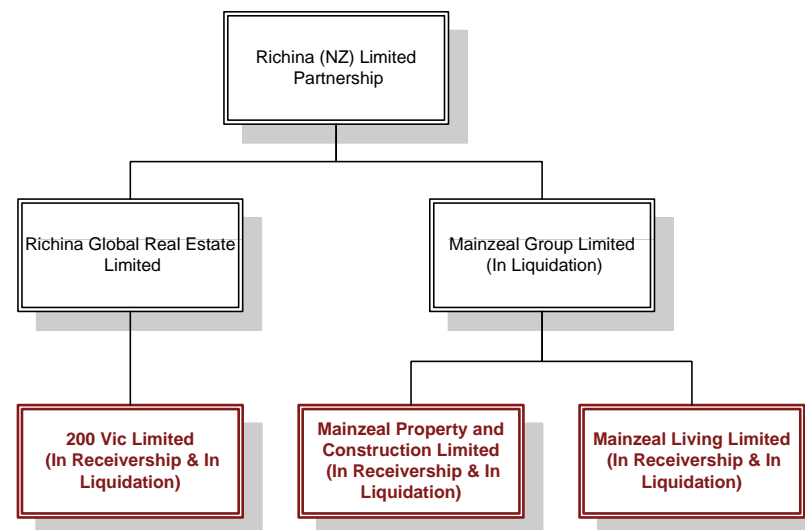 Richina (NZ) Limited
Partnership
Richina Global Real Estate
Limited
Mainzeal Group Limited
(In Liquidation)
200 Vic Limited
(In Receivership & In
Liquidation)
Mainzeal Property and
Construction Limited
(In Receivership & In
Liquidation)
Mainzeal Living Limited
(In Receivership & In
Liquidation)